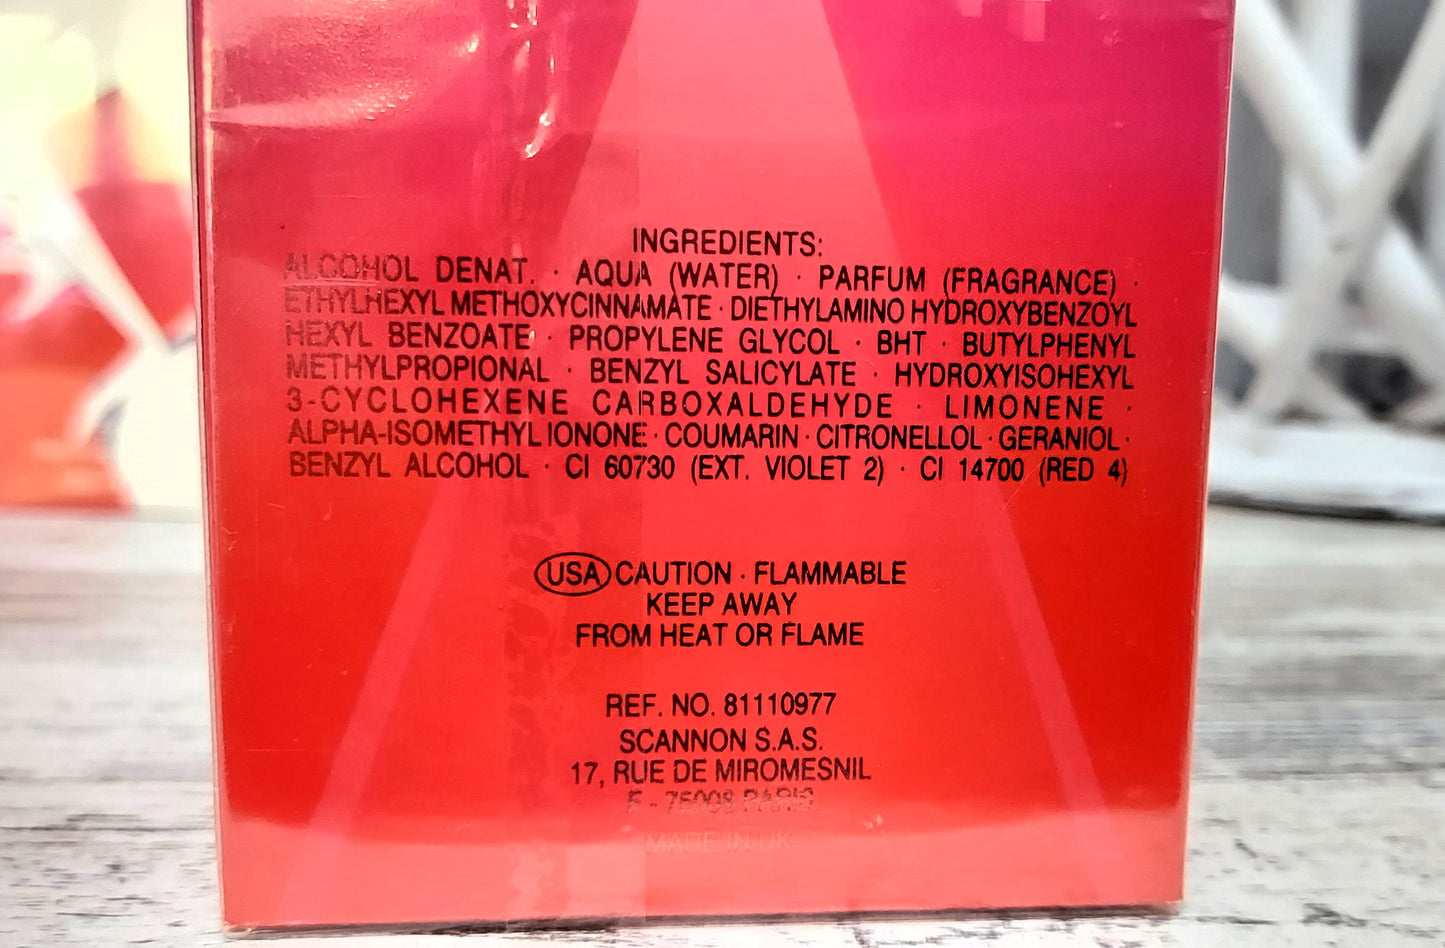 INGREDIENTS:
ALCOHOL DENAT. · AQUA (WATER) · PARFUM (FRAGRANCE) ·
ETHYLHEXYL METHOXYCINNAMATE · DIETHYLAMINO HYDROXYBENZOYL
HEXYL BENZOATE · PROPYLENE GLYCOL · BHT · BUTYLPHENYL
METHYLPROPIONAL · BENZYL SALICYLATE · HYDROXYISOHEXYL
3-CYCLOHEXENE CARBOXALDEHYDE · LIMONENE ·
ALPHA-ISOMETHYL IONONE · COUMARIN · CITRONELLOL · GERANIOL ·
BENZYL ALCOHOL · CI 60730 (EXT. VIOLET 2) · CI 14700 (RED 4)
USA CAUTION · FLAMMABLE
KEEP AWAY
FROM HEAT OR FLAME
REF. NO. 81110977
SCANNON S.A.S.
17, RUE DE MIROMESNIL
F - 75008 PARIS
MADE IN UK